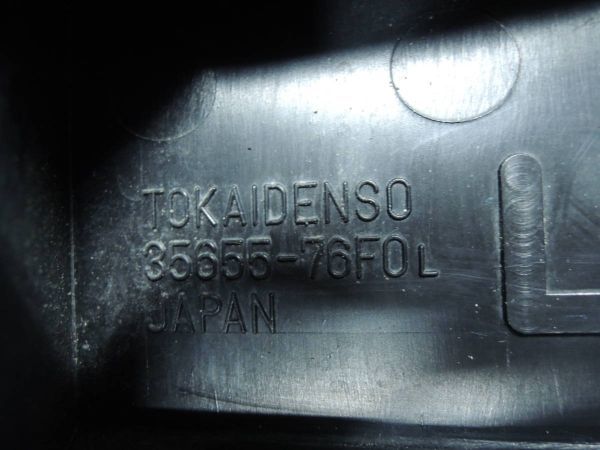 TOKAIDENSO
35655-76F0L
JAPAN
L